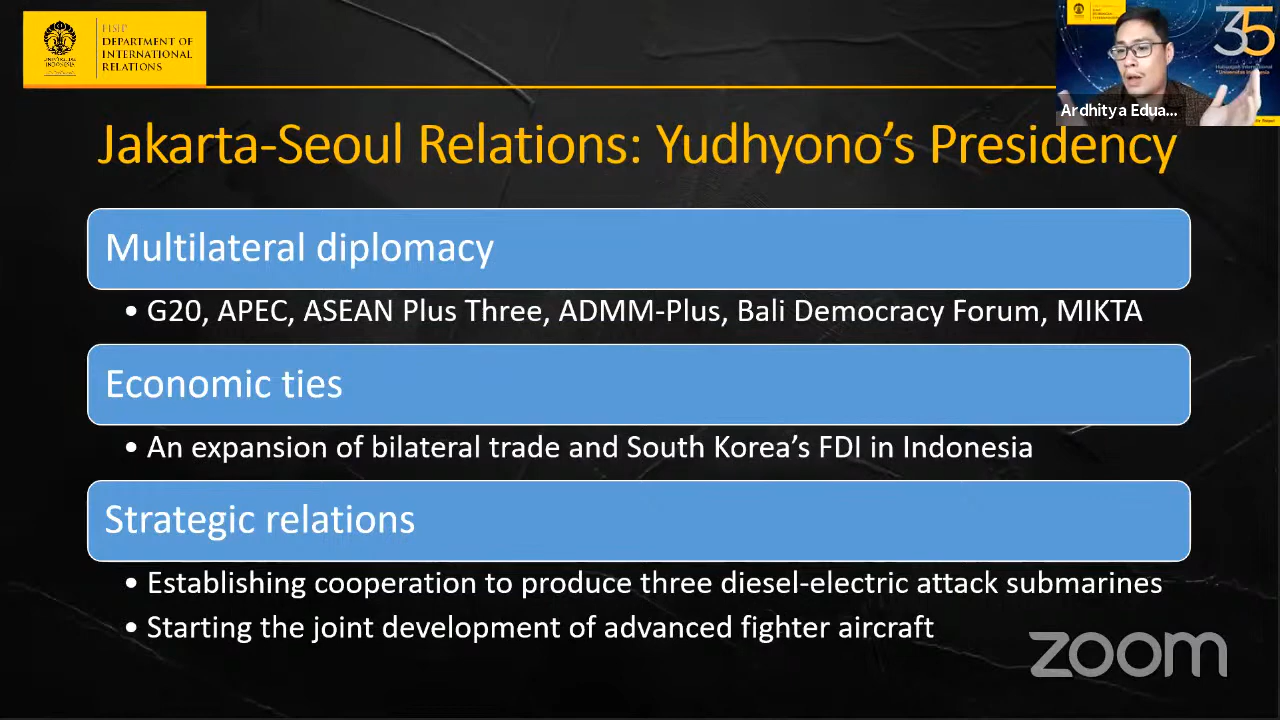 FISIP
DEPARTMENT OF
INTERNATIONAL
RELATIONS
UNIVERSITAS
INDONESIA
35
Ardhitya Edua...
Jakarta-Seoul Relations: Yudhyono’s Presidency
Multilateral diplomacy
• G20, APEC, ASEAN Plus Three, ADMM-Plus, Bali Democracy Forum, MIKTA
Economic ties
• An expansion of bilateral trade and South Korea’s FDI in Indonesia
Strategic relations
• Establishing cooperation to produce three diesel-electric attack submarines
• Starting the joint development of advanced fighter aircraft
zoom